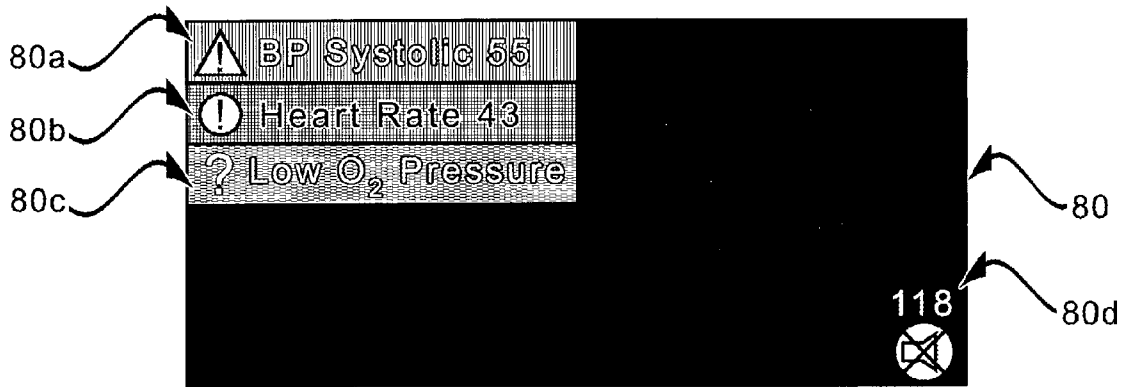 80a
BP Systolic 55
80b
Heart Rate 43
80c
? Low O₂ Pressure
80
118
80d